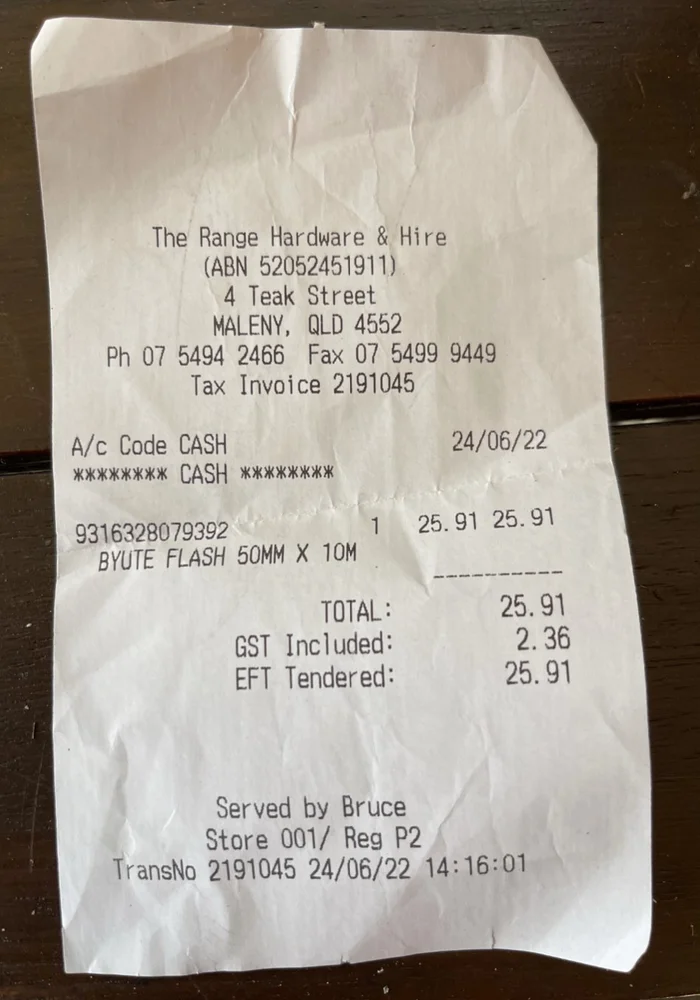 The Range Hardware & Hire
(ABN 52052451911)
4 Teak Street
MALENY, QLD 4552
Ph 07 5494 2466 Fax 07 5499 9449
Tax Invoice 2191045
A/c Code CASH 24/06/22
******** CASH ********
9316328079392 1 25.91 25.91
BYUTE FLASH 50MM X 10M
-----------
TOTAL: 25.91
GST Included: 2.36
EFT Tendered: 25.91
Served by Bruce
Store 001/ Reg P2
TransNo 2191045 24/06/22 14:16:01